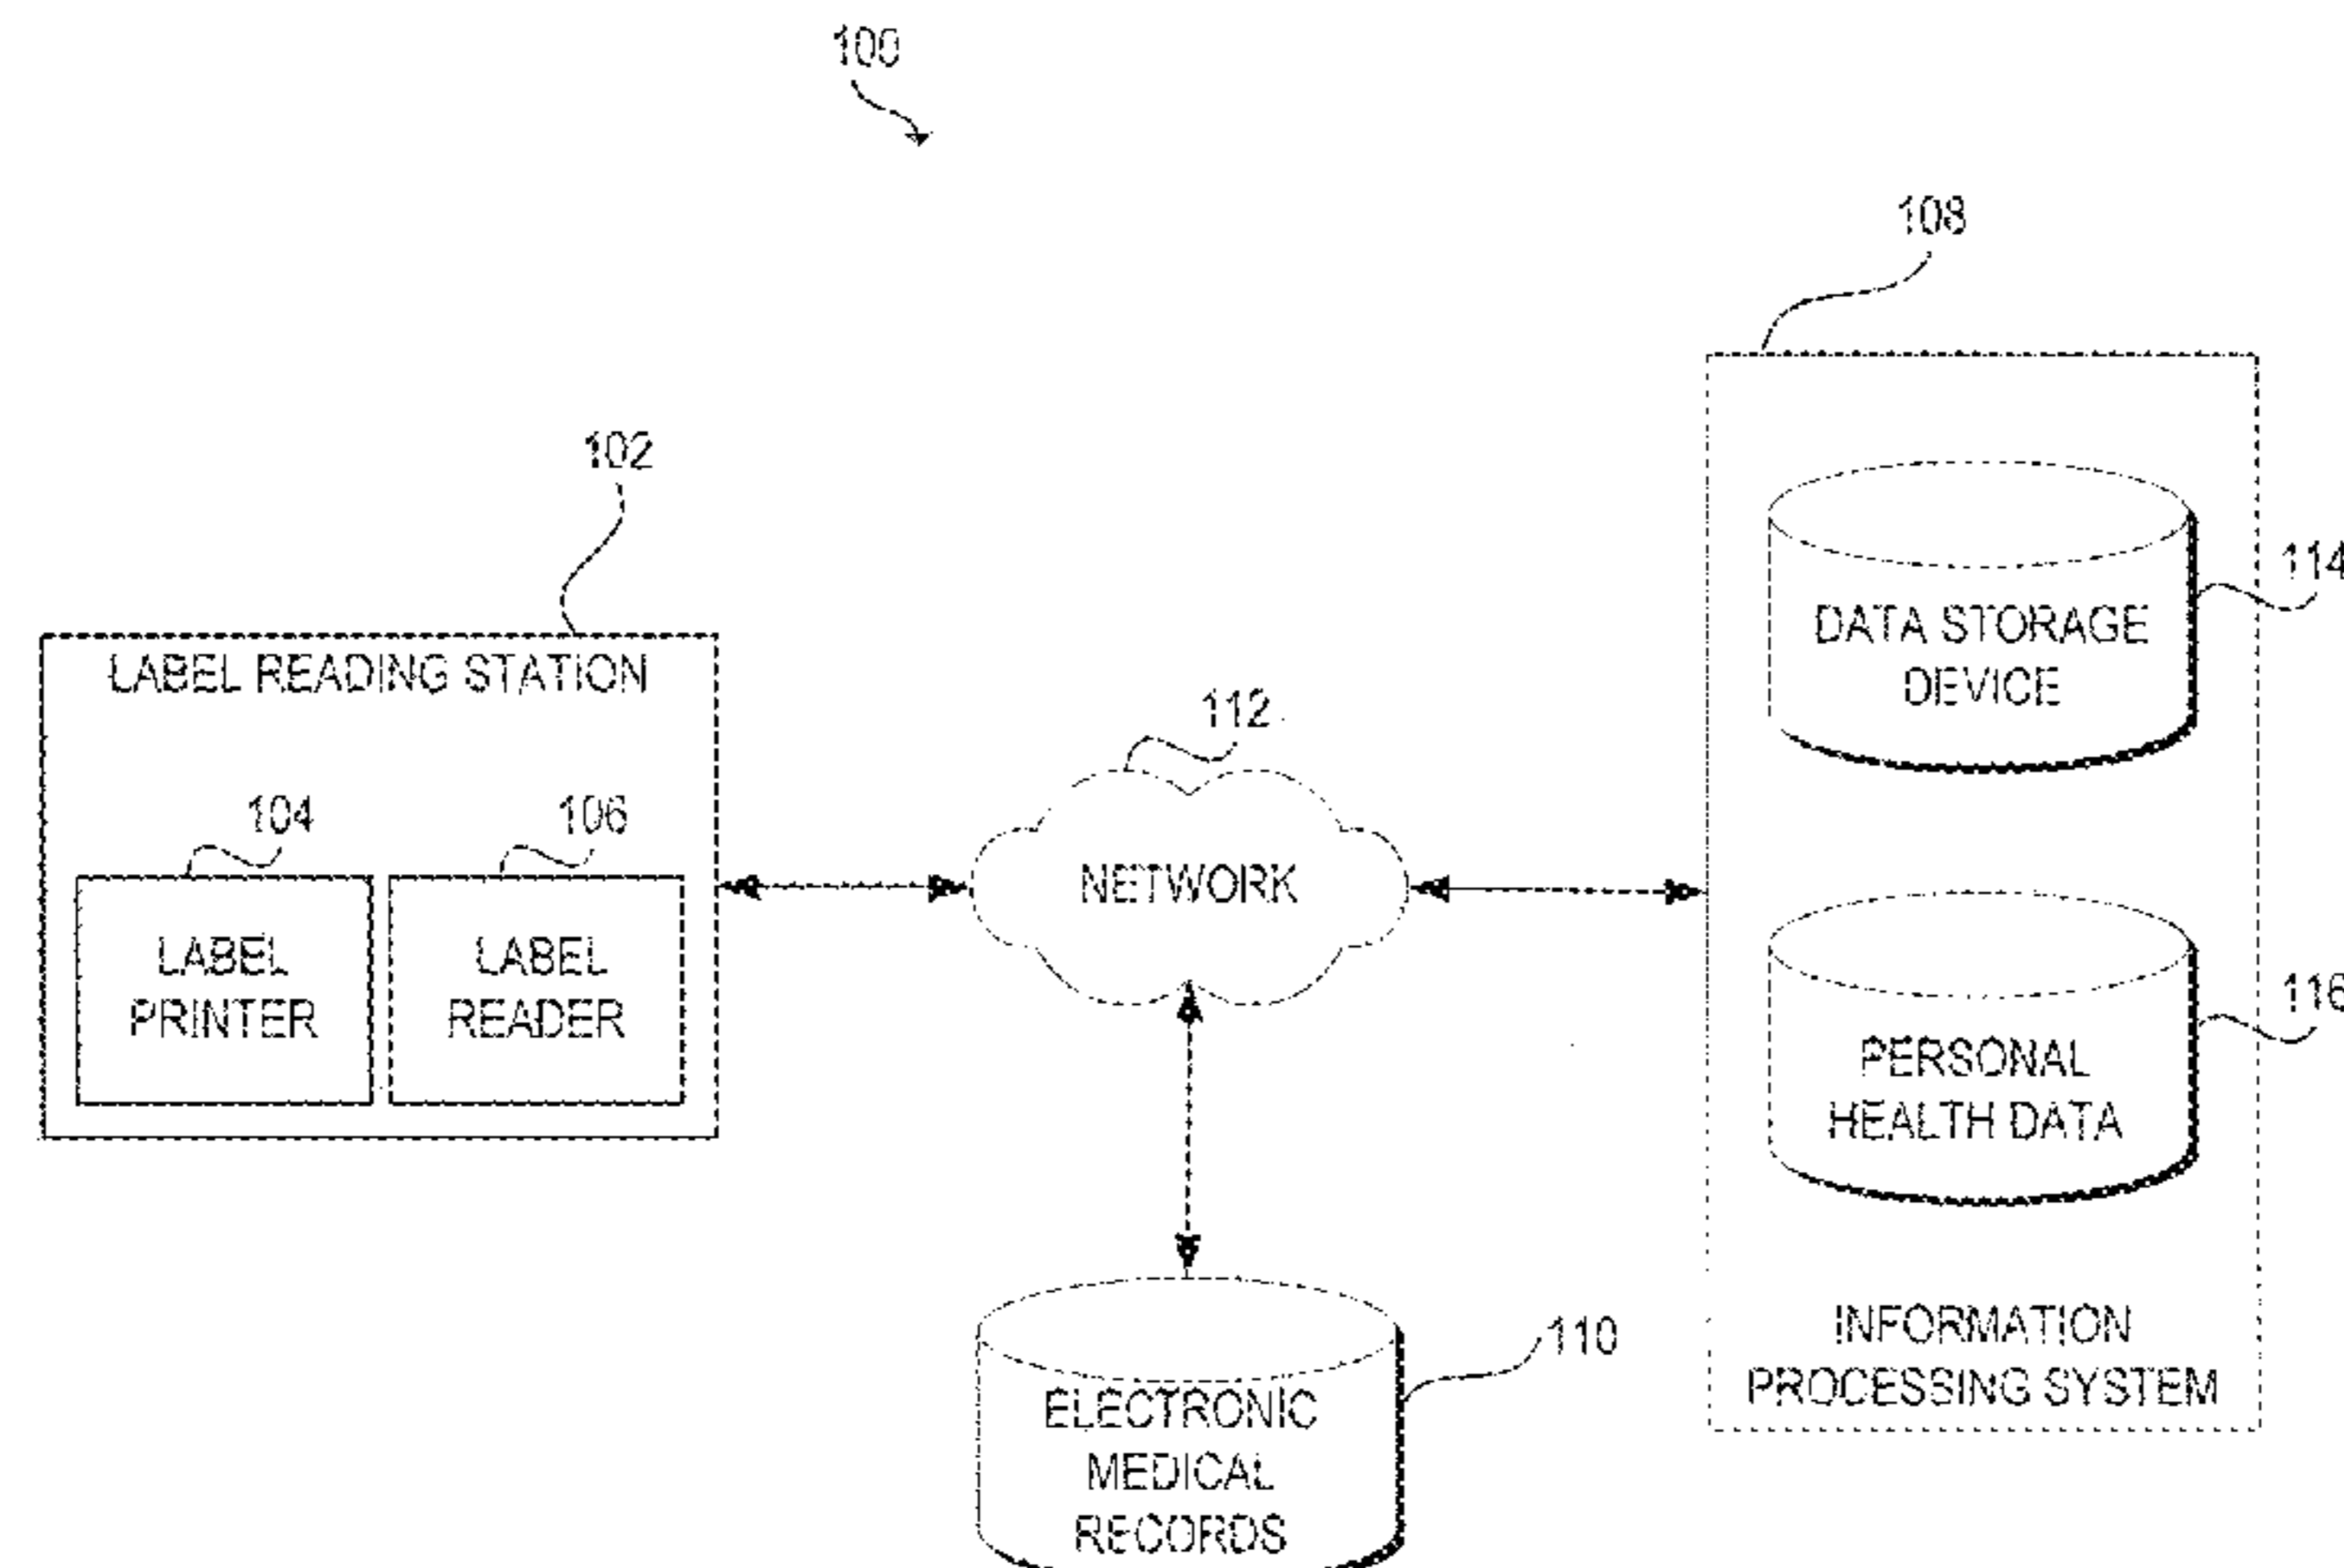 100
108
102
114
DATA STORAGE
DEVICE
LABEL READING STATION
112
104
106
NETWORK
LABEL
PRINTER
LABEL
READER
116
PERSONAL
HEALTH DATA
INFORMATION
PROCESSING SYSTEM
110
ELECTRONIC
MEDICAL
RECORDS